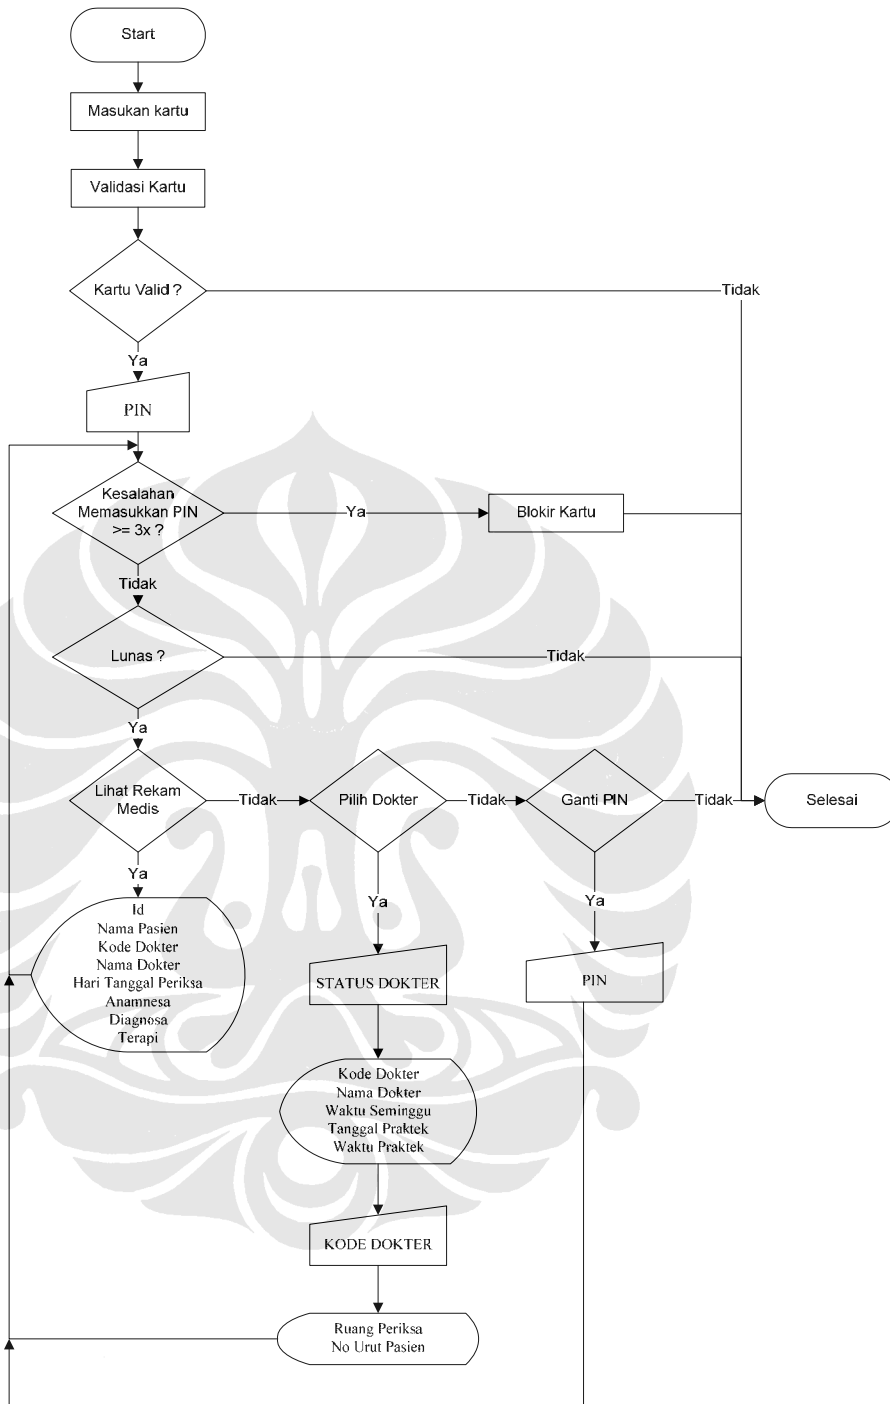 Start
Masukan kartu
Validasi Kartu
Kartu Valid ?
Tidak
Ya
PIN
Kesalahan
Memasukkan PIN
>= 3x ?
Ya
Blokir Kartu
Tidak
Lunas ?
Tidak
Ya
Lihat Rekam
Medis
Tidak
Pilih Dokter
Tidak
Ganti PIN
Tidak
Selesai
Ya
Id
Nama Pasien
Kode Dokter
Nama Dokter
Hari Tanggal Periksa
Anamnesa
Diagnosa
Terapi
Ya
STATUS DOKTER
Kode Dokter
Nama Dokter
Waktu Seminggu
Tanggal Praktek
Waktu Praktek
KODE DOKTER
Ruang Periksa
No Urut Pasien
Ya
PIN